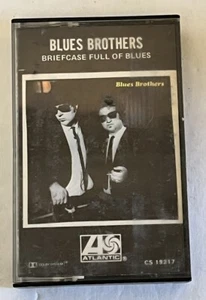 BLUES BROTHERS
BRIEFCASE FULL OF BLUES
Blues Brothers
ATLANTIC
CS 19217